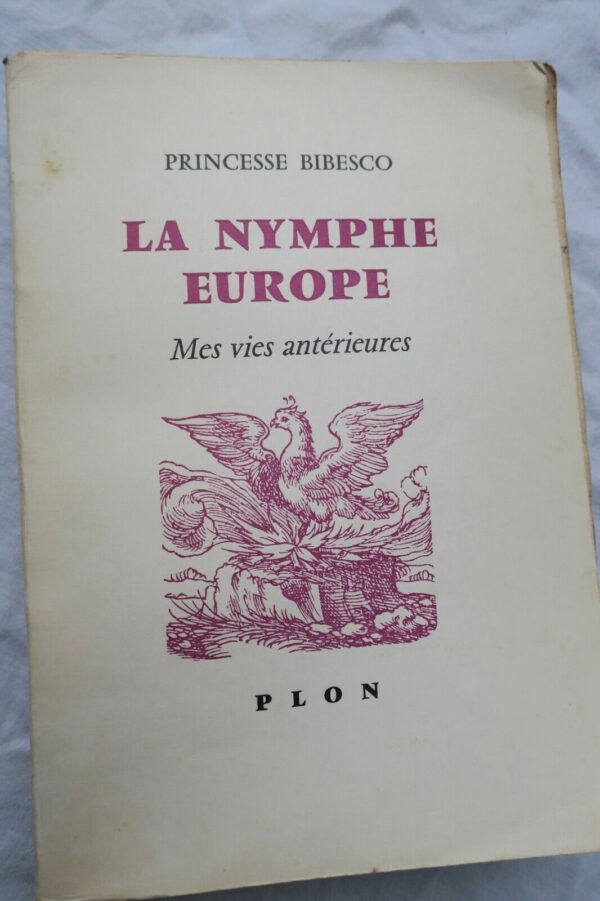 PRINCESSE BIBESCO
LA NYMPHE
EUROPE
Mes vies antérieures
PLON